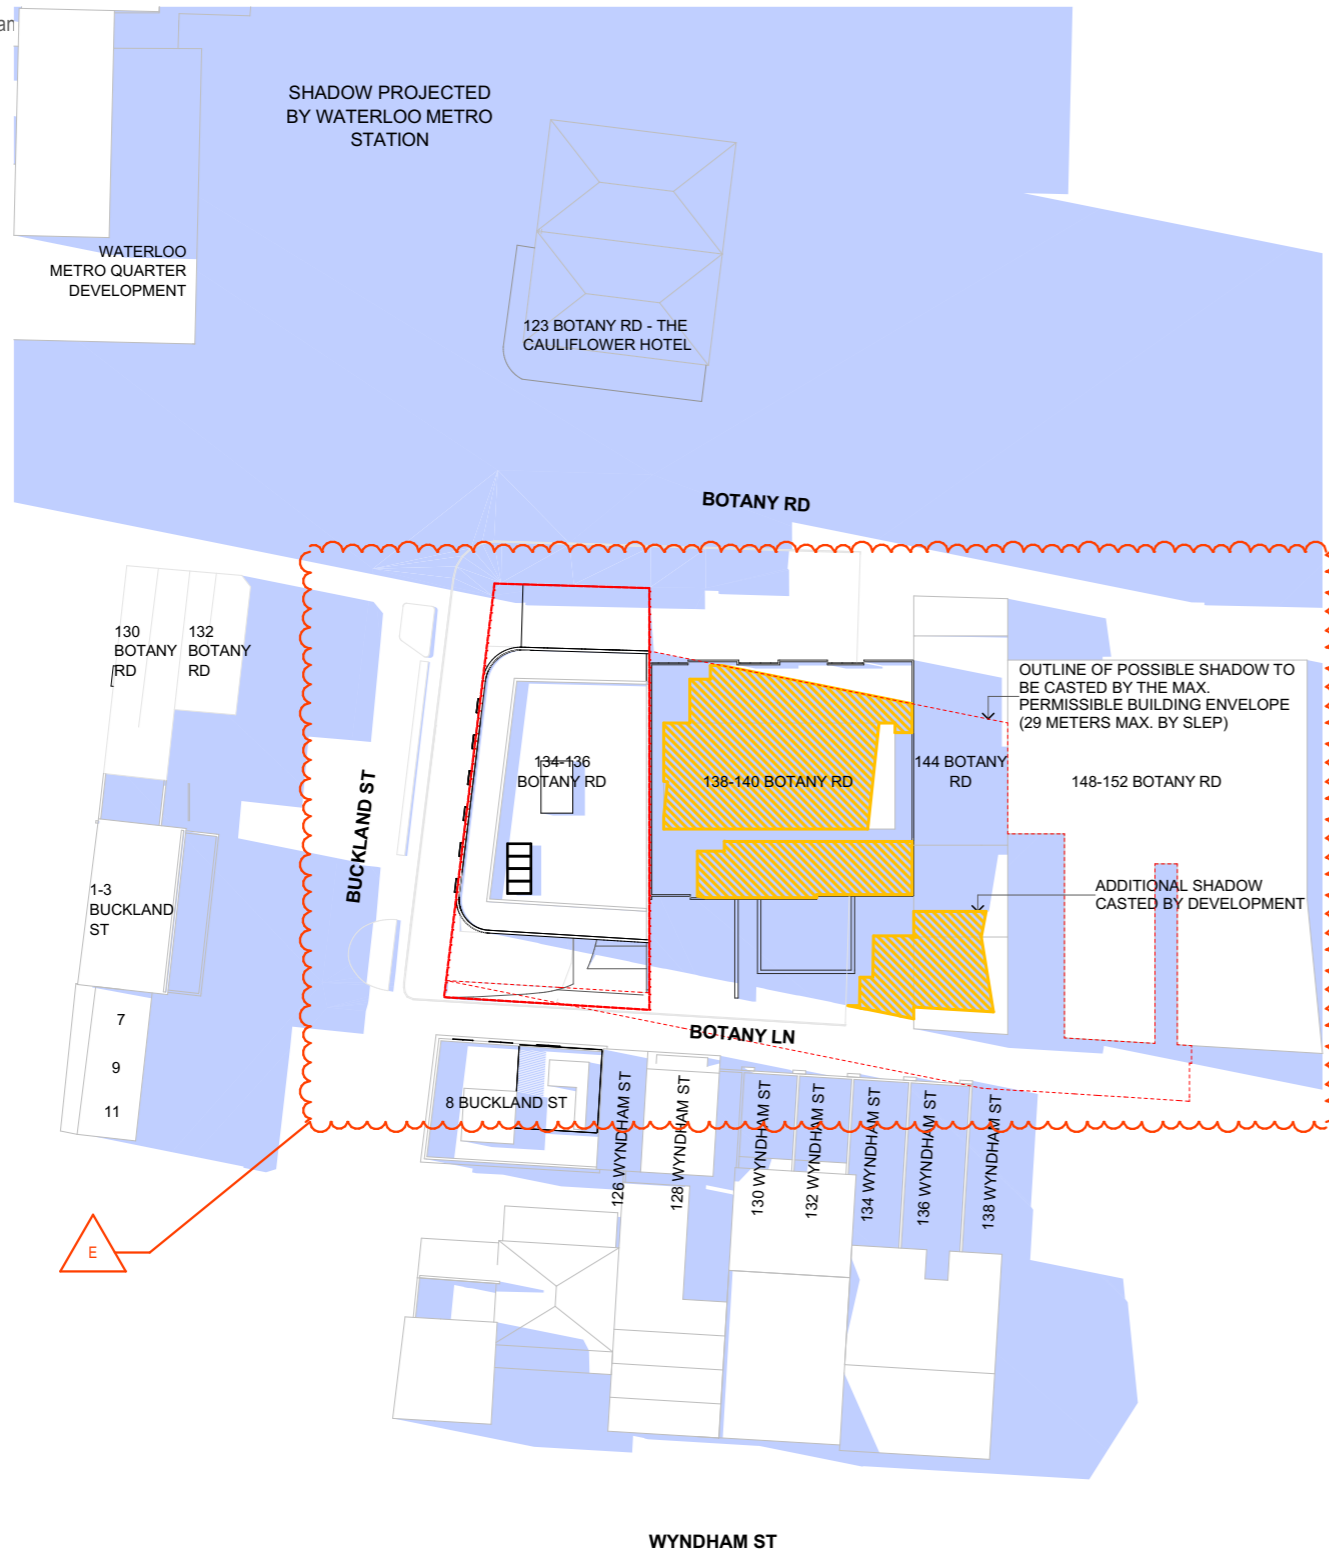 SHADOW PROJECTED
BY WATERLOO METRO
STATION
WATERLOO
METRO QUARTER
DEVELOPMENT
123 BOTANY RD - THE
CAULIFLOWER HOTEL
BOTANY RD
130
BOTANY
RD
132
BOTANY
RD
OUTLINE OF POSSIBLE SHADOW TO
BE CASTED BY THE MAX.
PERMISSIBLE BUILDING ENVELOPE
(29 METERS MAX. BY SLEP)
134-136
BOTANY RD
138-140 BOTANY RD
144 BOTANY
RD
148-152 BOTANY RD
BUCKLAND ST
1-3
BUCKLAND
ST
ADDITIONAL SHADOW
CASTED BY DEVELOPMENT
7
9
11
BOTANY LN
8 BUCKLAND ST
126 WYNDHAM ST
128 WYNDHAM ST
130 WYNDHAM ST
132 WYNDHAM ST
134 WYNDHAM ST
136 WYNDHAM ST
138 WYNDHAM ST
E
WYNDHAM ST